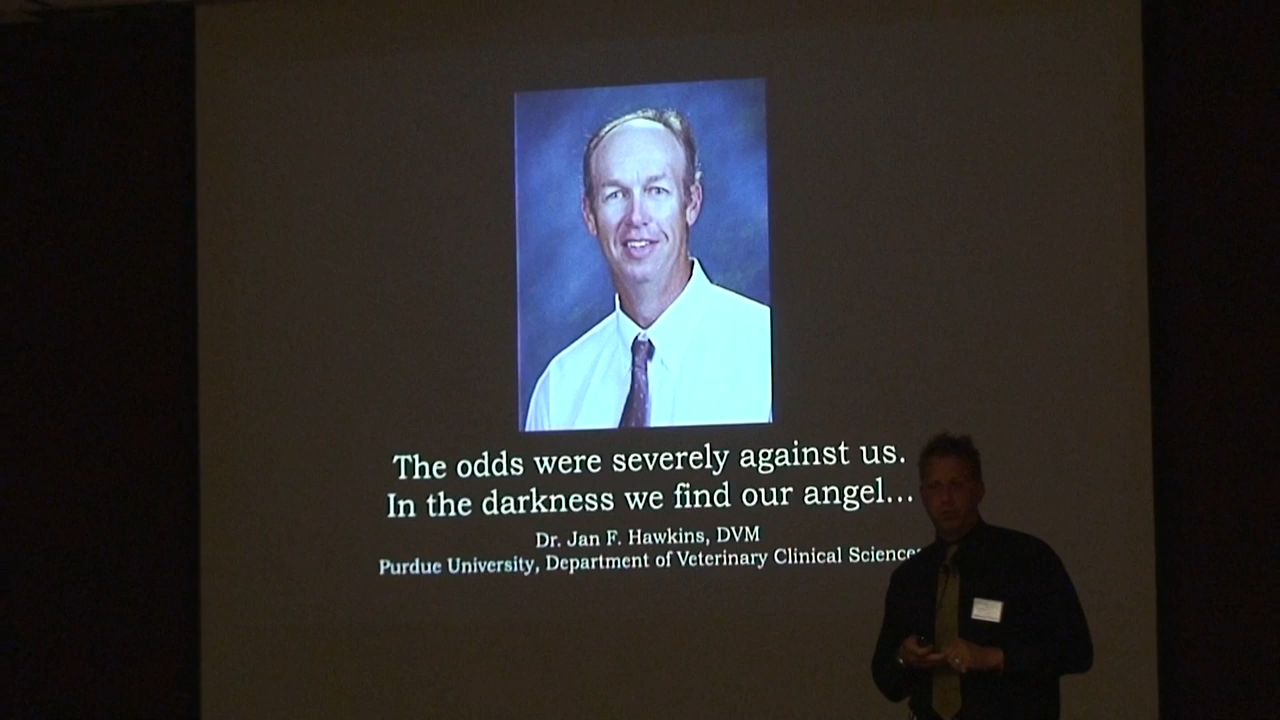 The odds were severely against us.
In the darkness we find our angel...
Dr. Jan F. Hawkins, DVM
Purdue University, Department of Veterinary Clinical Sciences